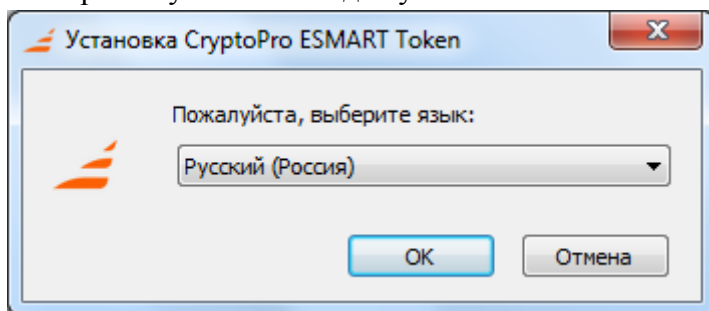 Установка CryptoPro ESMART Token
Пожалуйста, выберите язык:
Русский (Россия)
OK
Отмена